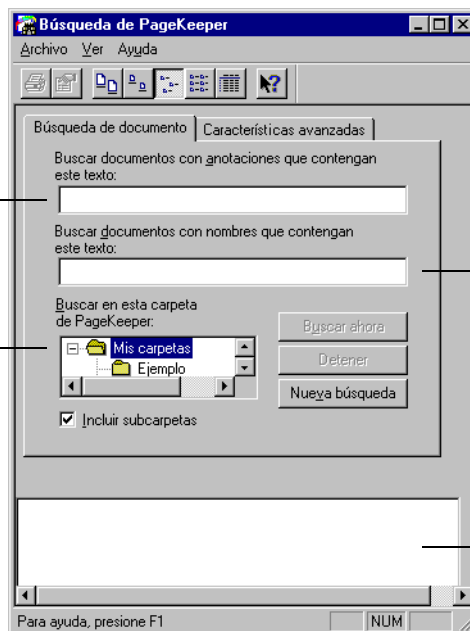 Búsqueda de PageKeeper
Archivo Ver Ayuda
Búsqueda de documento Características avanzadas
Buscar documentos con anotaciones que contengan
este texto:
Buscar documentos con nombres que contengan
este texto:
Buscar en esta carpeta
de PageKeeper:
Mis carpetas
Ejemplo
Buscar ahora
Detener
Nueva búsqueda
Incluir subcarpetas
Para ayuda, presione F1
NUM